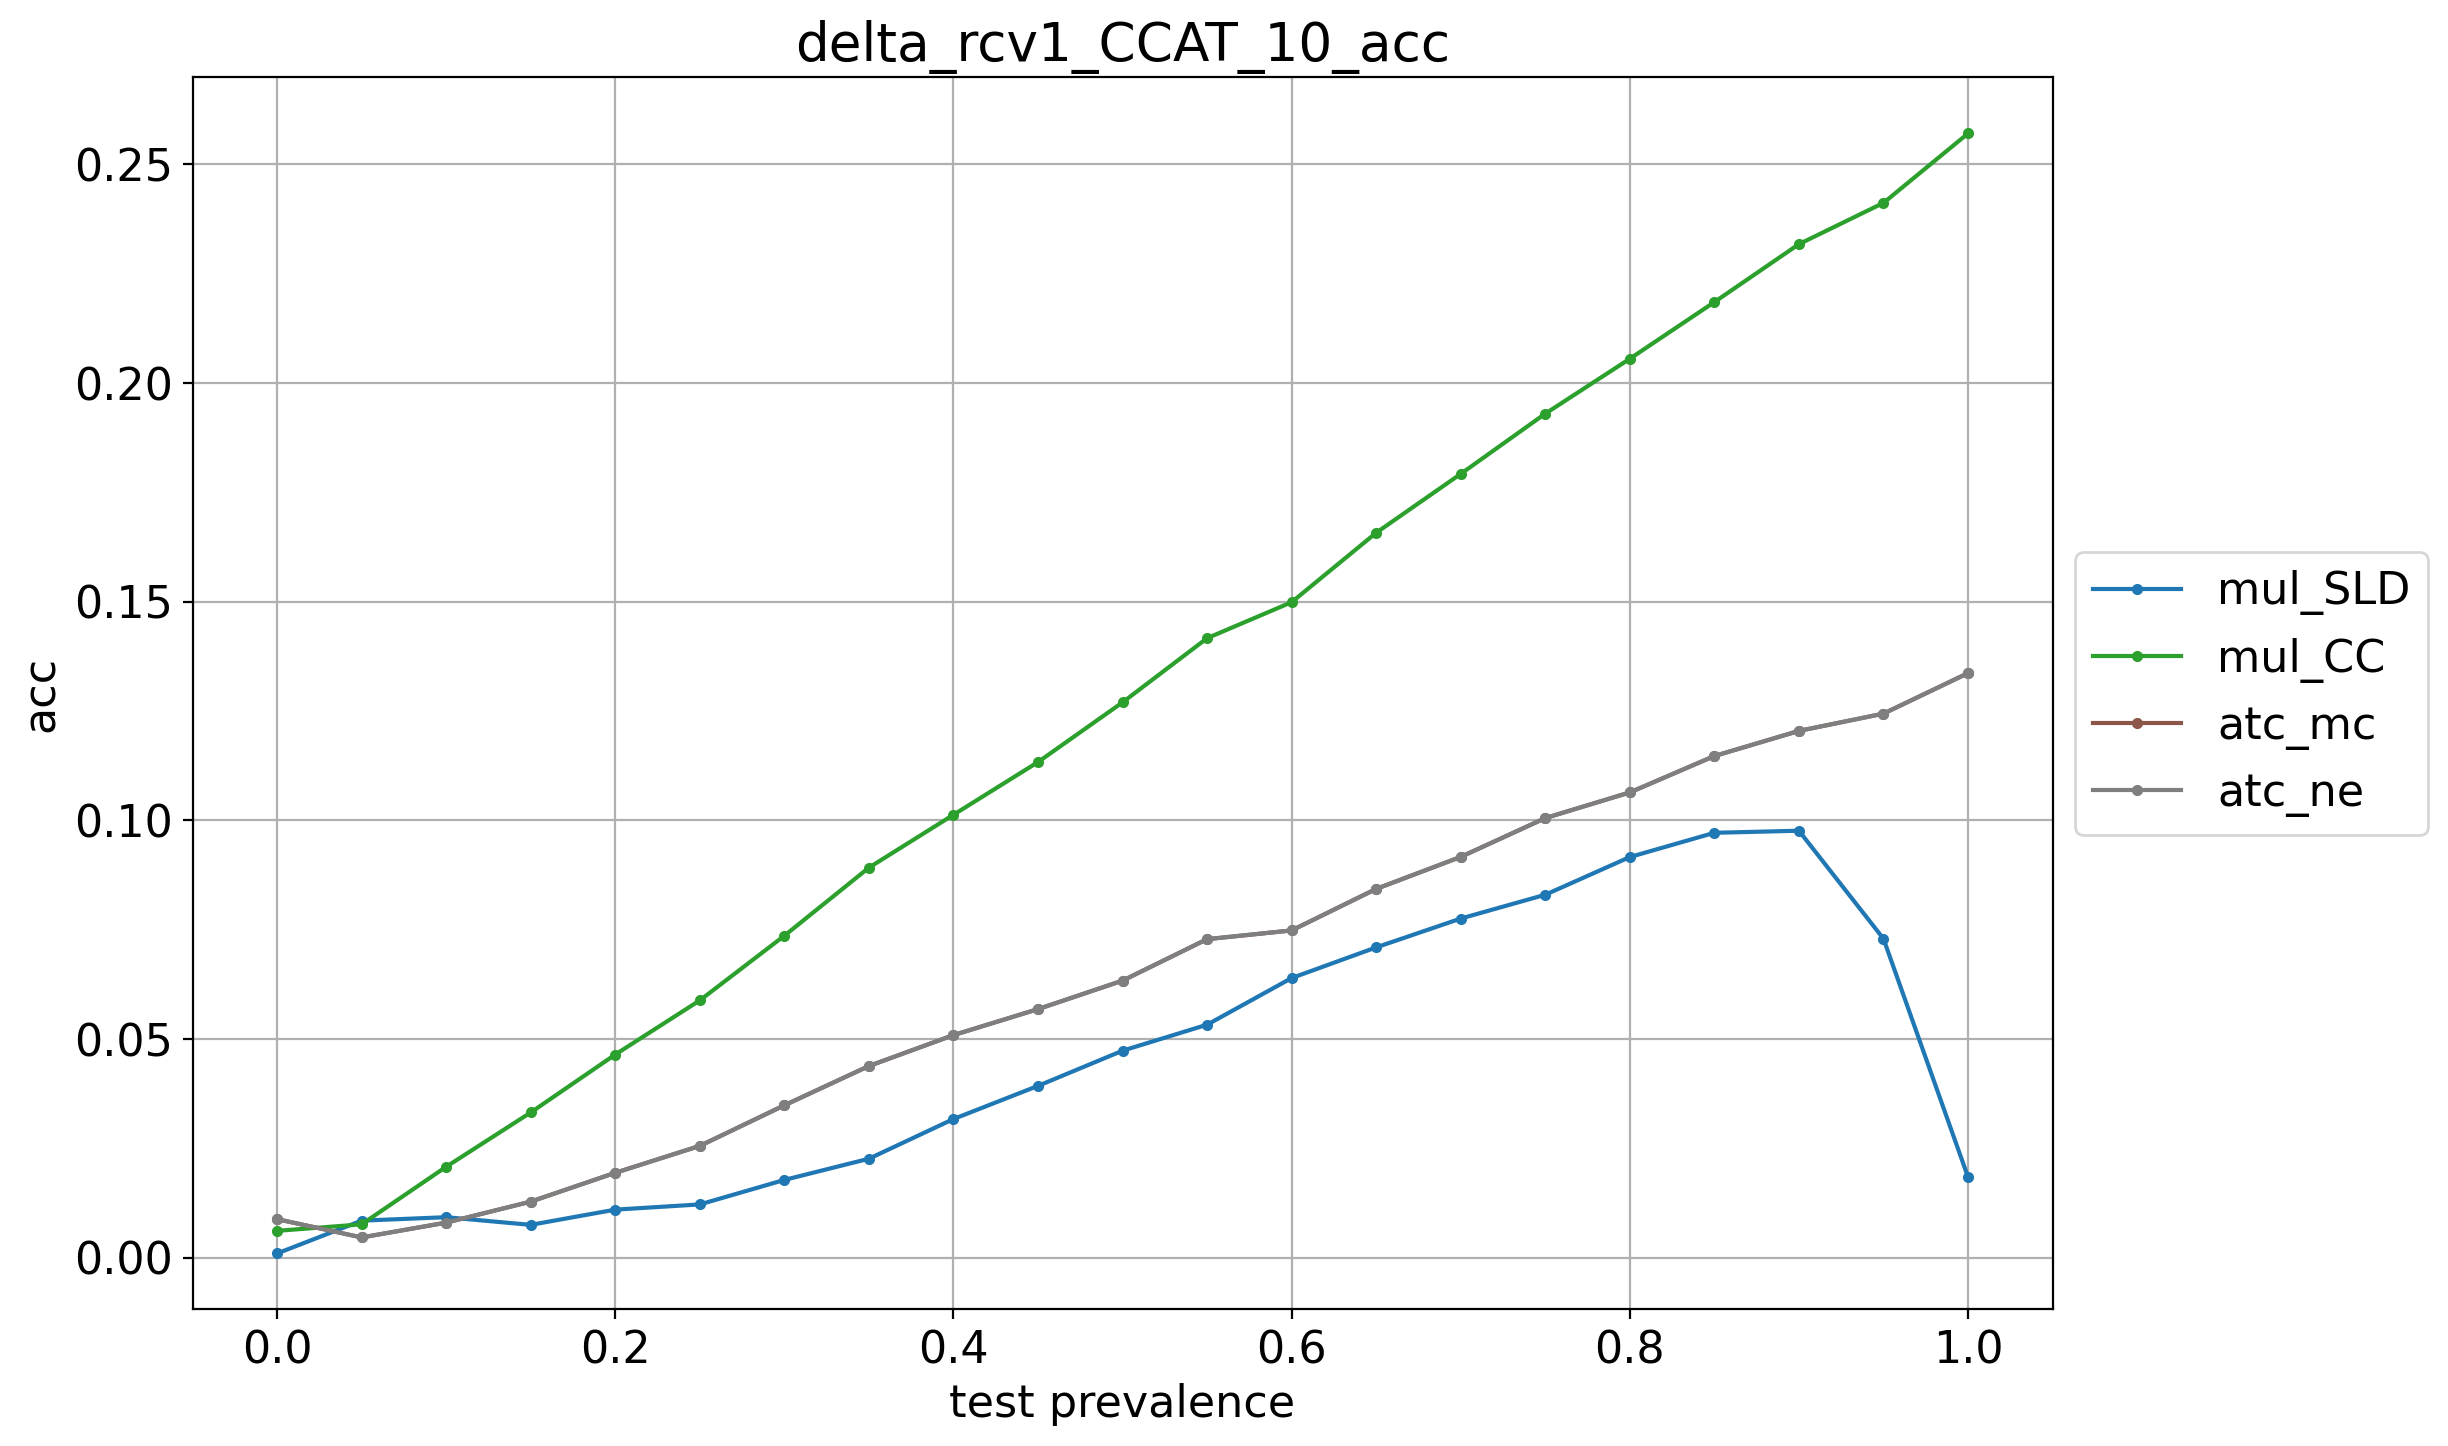 delta_rcv1_CCAT_10_acc
0.25
0.20
0.15
0.10
0.05
0.00
acc
0.0 0.2 0.4 0.6 0.8 1.0
test prevalence
mul_SLD
mul_CC
atc_mc
atc_ne